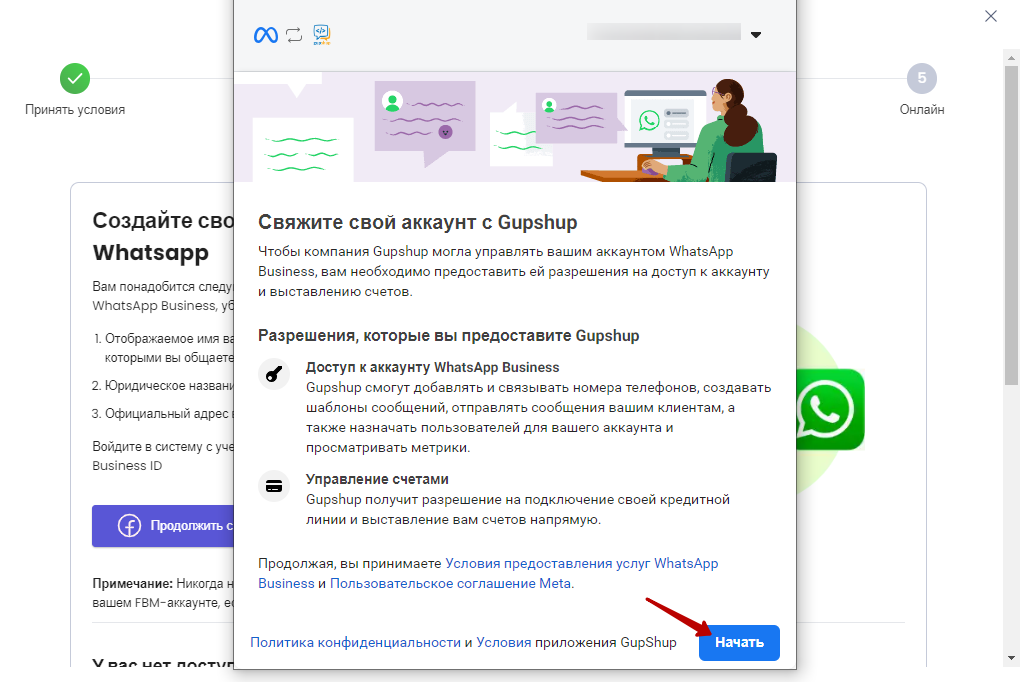 Принять условия
5
Онлайн
Создайте сво
Whatsapp
Вам понадобится следу
WhatsApp Business, уб
1. Отображаемое имя ва
которыми вы общаете
2. Юридическое названи
3. Официальный адрес
Войдите в систему с уче
Business ID
Продолжить с
Примечание: Никогда н
вашем FBM-аккаунте, ес
У вас нет доступ
Свяжите свой аккаунт с Gupshup
Чтобы компания Gupshup могла управлять вашим аккаунтом WhatsApp
Business, вам необходимо предоставить ей разрешения на доступ к аккаунту
и выставлению счетов.
Разрешения, которые вы предоставите Gupshup
Доступ к аккаунту WhatsApp Business
Gupshup смогут добавлять и связывать номера телефонов, создавать
шаблоны сообщений, отправлять сообщения вашим клиентам, а
также назначать пользователей для вашего аккаунта и
просматривать метрики.
Управление счетами
Gupshup получит разрешение на подключение своей кредитной
линии и выставление вам счетов напрямую.
Продолжая, вы принимаете Условия предоставления услуг WhatsApp
Business и Пользовательское соглашение Meta.
Политика конфиденциальности и Условия приложения GupShup
Начать